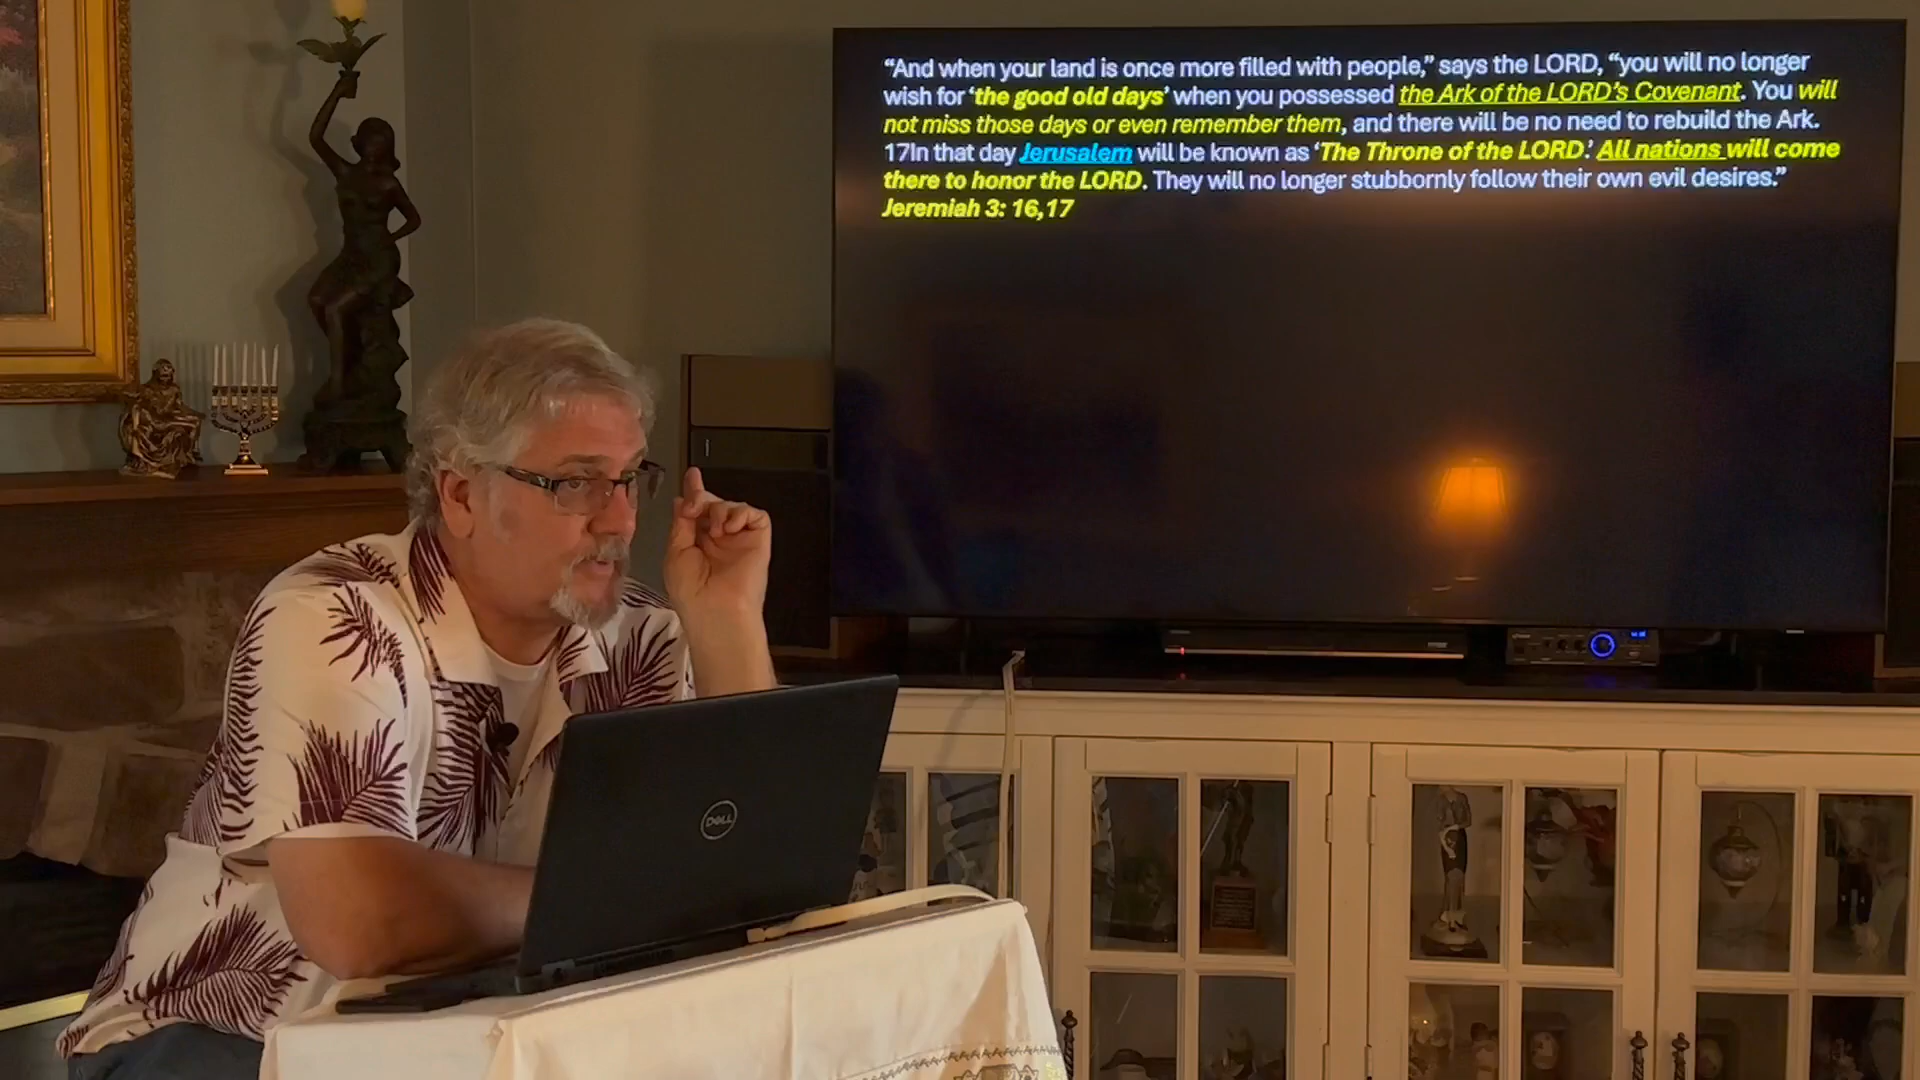 “And when your land is once more filled with people,” says the LORD, “you will no longer
wish for ‘the good old days’ when you possessed the Ark of the LORD’s Covenant. You will
not miss those days or even remember them, and there will be no need to rebuild the Ark.
17In that day Jerusalem will be known as ‘The Throne of the LORD.’ All nations will come
there to honor the LORD. They will no longer stubbornly follow their own evil desires.”
Jeremiah 3: 16,17
DELL